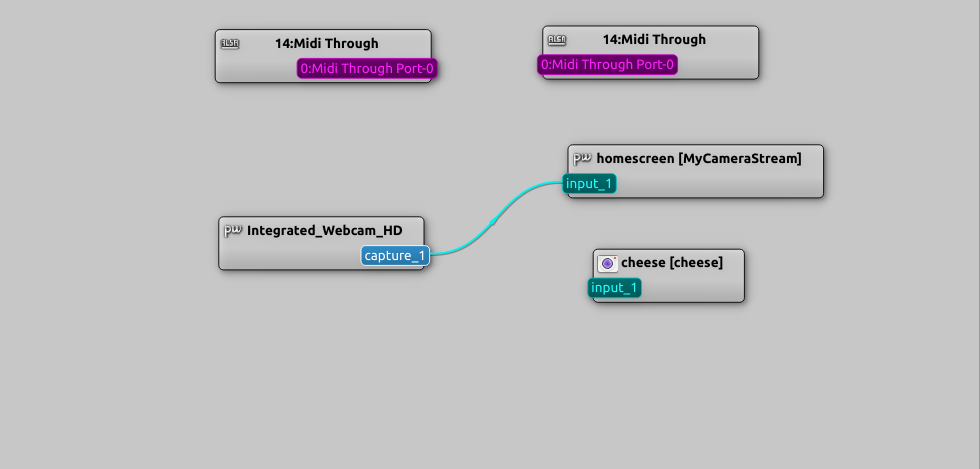 ALSA 14:Midi Through
0:Midi Through Port-0
ALSA 14:Midi Through
0:Midi Through Port-0
pw homescreen [MyCameraStream]
input_1
pw Integrated_Webcam_HD
capture_1
cheese [cheese]
input_1